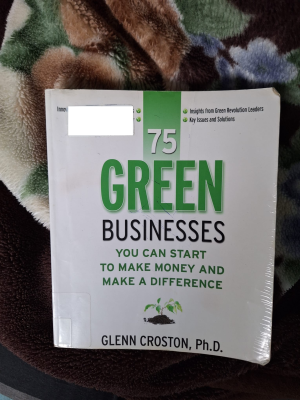 Insights from Green Revolution Leaders
Key Issues and Solutions
75
GREEN
BUSINESSES
YOU CAN START
TO MAKE MONEY AND
MAKE A DIFFERENCE
GLENN CROSTON, Ph.D.